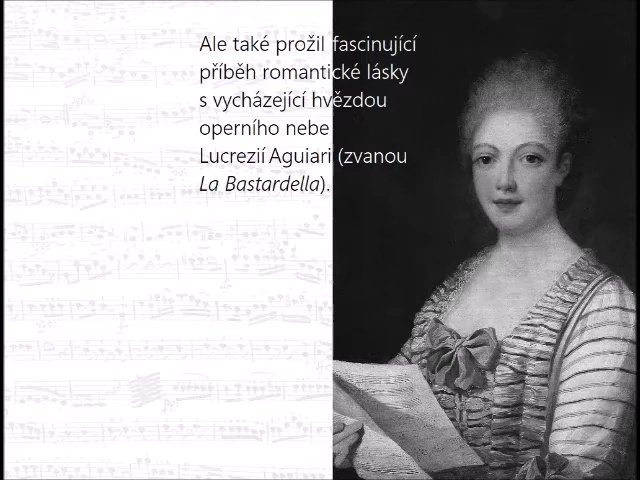 Ale také prožil fascinující
příběh romantické lásky
s vycházející hvězdou
operního nebe
Lucrezií Aguiari (zvanou
La Bastardella).